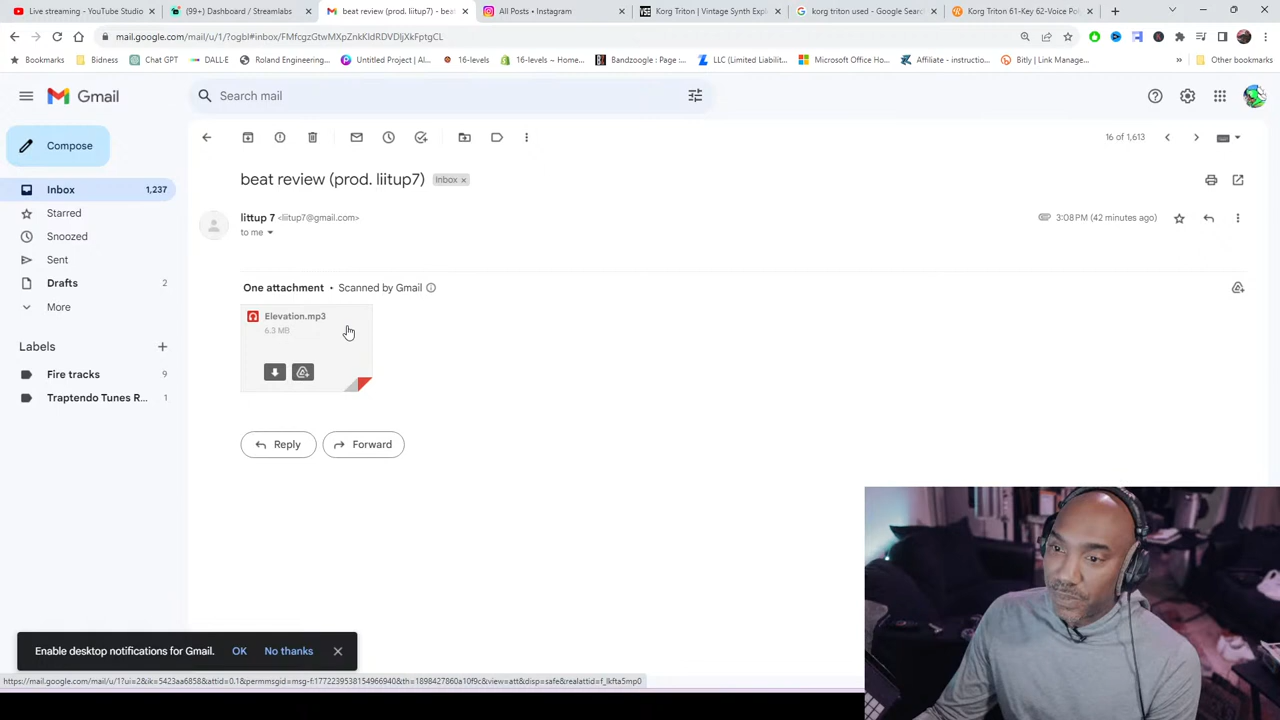 Live streaming - YouTube Studio
(99+) Dashboard / Streamlabs
beat review (prod. liitup7) - bea
All Posts • Instagram
Korg Triton | Vintage Synth Expl
korg triton used - Google Searc
Korg Triton 61-Key 62-Voice Pol
mail.google.com/mail/u/1/?ogbl#inbox/FMfcgzGtwMXpZnkKldRDVDljXkFptgCL
Bookmarks
Bidness
Chat GPT
DALL-E
Roland Engineering...
Untitled Project | AI...
16-levels
16-levels ~ Home...
Bandzoogle : Page :...
LLC (Limited Liabilit...
Microsoft Office Ho...
Affiliate - instructio...
Bitly | Link Manage...
Other bookmarks
Gmail
Search mail
Compose
16 of 1,613
Inbox 1,237
beat review (prod. liitup7) Inbox ×
Starred
littup 7 <liitup7@gmail.com>
3:08 PM (42 minutes ago)
to me
Snoozed
Sent
Drafts 2
One attachment • Scanned by Gmail
More
Elevation.mp3
6.3 MB
Labels
Fire tracks 9
Traptendo Tunes R... 1
Reply
Forward
Enable desktop notifications for Gmail. OK No thanks